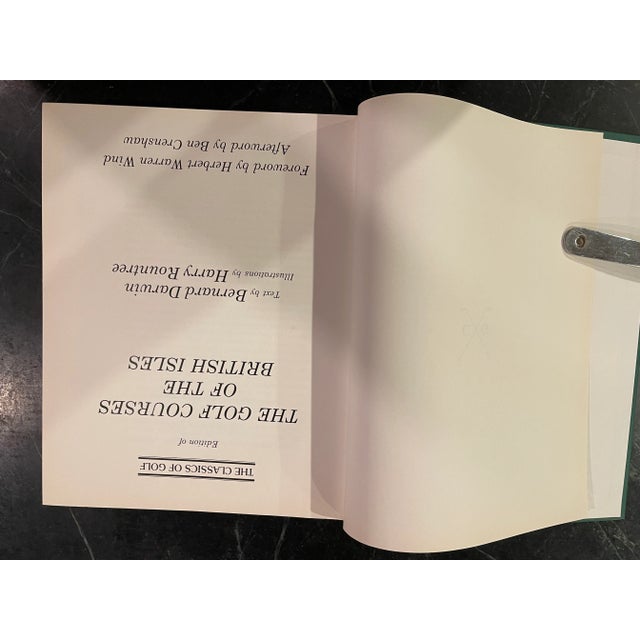 THE CLASSICS OF GOLF
Edition of
THE GOLF COURSES
OF THE
BRITISH ISLES
Text by Bernard Darwin
Illustrations by Harry Rountree
Foreword by Herbert Warren Wind
Afterword by Ben Crenshaw